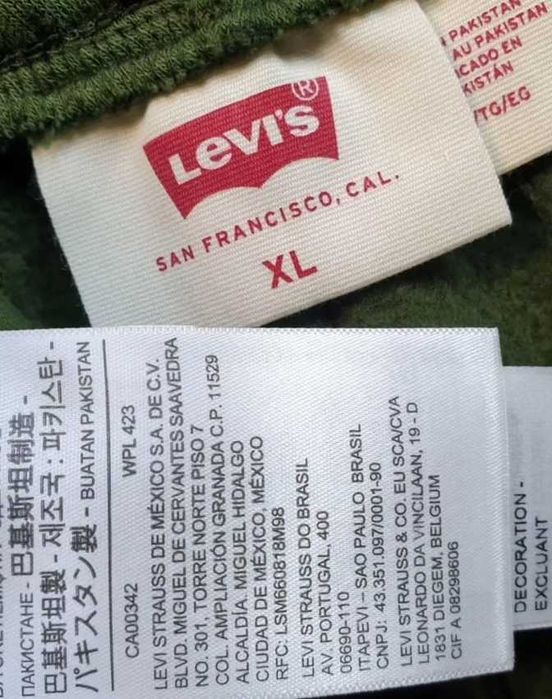 PAKISTAN
AU PAKISTAN
ICADO EN
KISTÁN
/TG/EG
LEVI'S®
SAN FRANCISCO, CAL.
XL
ПАКИСТАНЕ - 巴基斯坦制造 -
巴基斯坦製 - 제조국 : 파키스탄 -
パキスタン製 - BUATAN PAKISTAN
CA00342 WPL 423
LEVI STRAUSS DE MÉXICO S.A. DE C.V.
BLVD. MIGUEL DE CERVANTES SAAVEDRA
NO. 301, TORRE NORTE PISO 7
COL. AMPLIACIÓN GRANADA C.P. 11529
ALCALDÍA, MIGUEL HIDALGO
CIUDAD DE MÉXICO, MÉXICO
RFC: LSM660818M98
LEVI STRAUSS DO BRASIL
AV. PORTUGAL, 400
06690-110
ITAPEVI – SAO PAULO BRASIL
CNPJ: 43.351.097/0001-90
LEVI STRAUSS & CO. EU SCA/CVA
LEONARDO DA VINCILAAN, 19 - D
1831 DIEGEM, BELGIUM
CIF A 08298606
DECORATION -
EXCLUANT